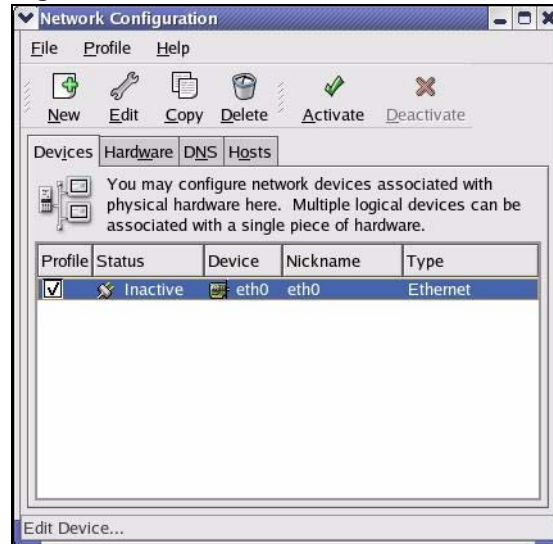 Network Configuration
File Profile Help
New Edit Copy Delete Activate Deactivate
Devices Hardware DNS Hosts
You may configure network devices associated with
physical hardware here. Multiple logical devices can be
associated with a single piece of hardware.
Profile Status Device Nickname Type
Inactive eth0 eth0 Ethernet
Edit Device...